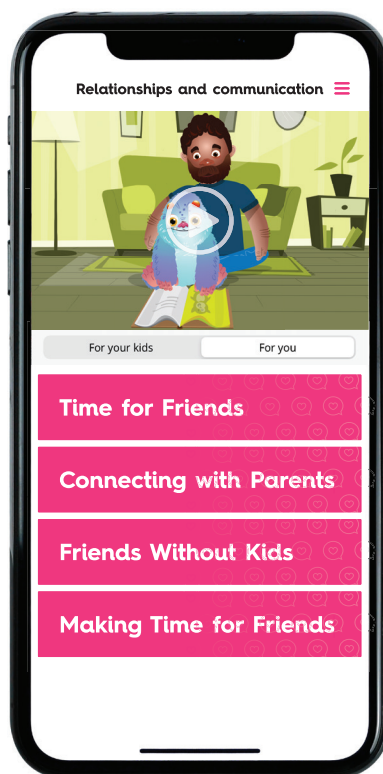 Relationships and communication
For your kids
For you
Time for Friends
Connecting with Parents
Friends Without Kids
Making Time for Friends